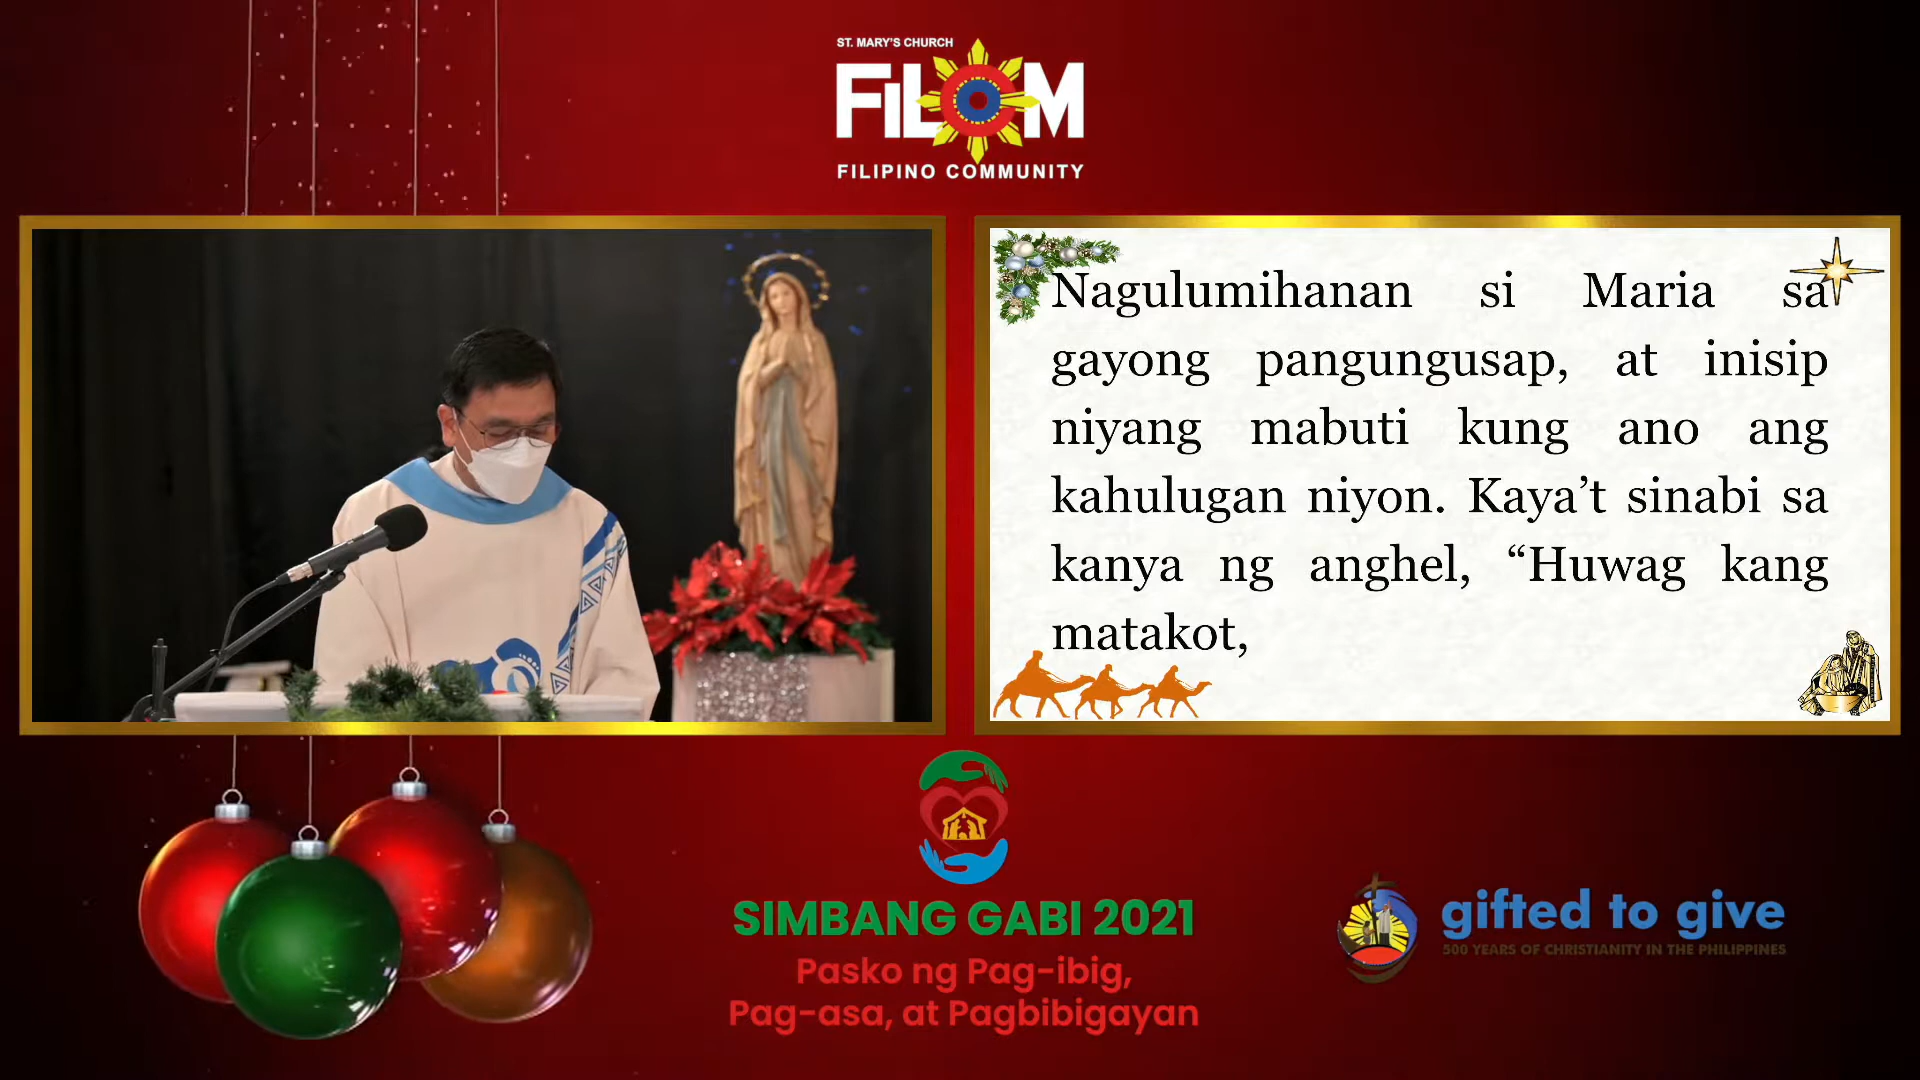 ST. MARY'S CHURCH
FILCOM
FILIPINO COMMUNITY
Nagulumihanan si Maria sa
gayong pangungusap, at inisip
niyang mabuti kung ano ang
kahulugan niyon. Kaya’t sinabi sa
kanya ng anghel, “Huwag kang
matakot,
SIMBANG GABI 2021
Pasko ng Pag-ibig,
Pag-asa, at Pagbibigayan
gifted to give
500 YEARS OF CHRISTIANITY IN THE PHILIPPINES